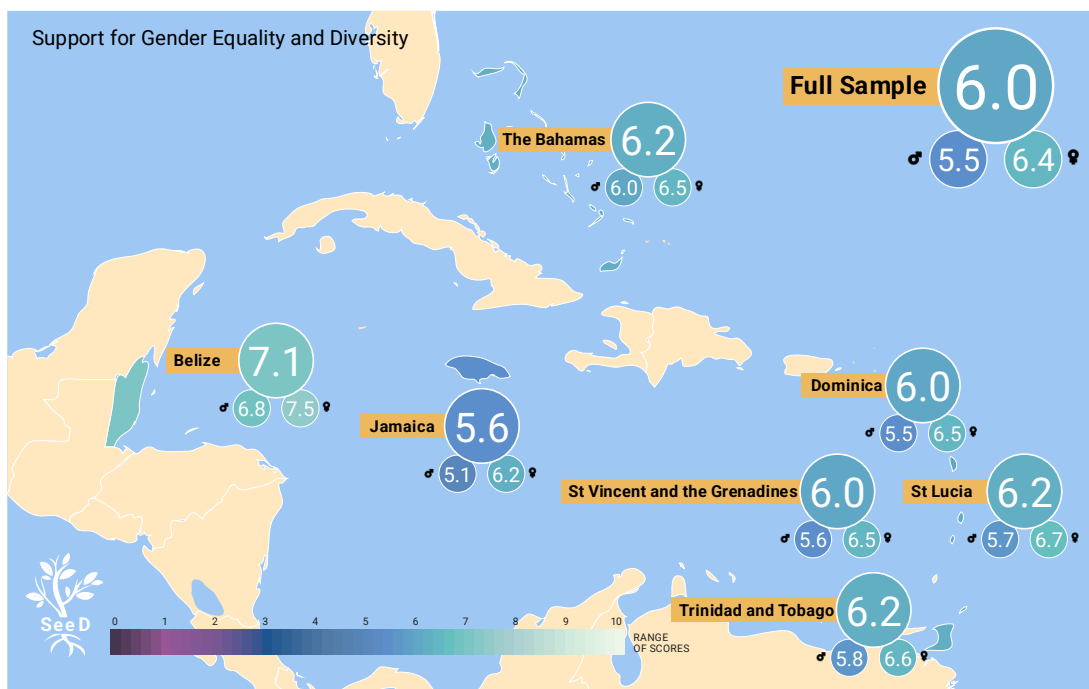 Support for Gender Equality and Diversity
Full Sample
6.0
♂ 5.5 6.4 ♀
The Bahamas
6.2
♂ 6.0 6.5 ♀
Belize
7.1
♂ 6.8 7.5 ♀
Jamaica
5.6
♂ 5.1 6.2 ♀
Dominica
6.0
♂ 5.5 6.5 ♀
St Vincent and the Grenadines
6.0
♂ 5.6 6.5 ♀
St Lucia
6.2
♂ 5.7 6.7 ♀
Trinidad and Tobago
6.2
♂ 5.8 6.6 ♀
SeeD
0 1 2 3 4 5 6 7 8 9 10
RANGE
OF SCORES